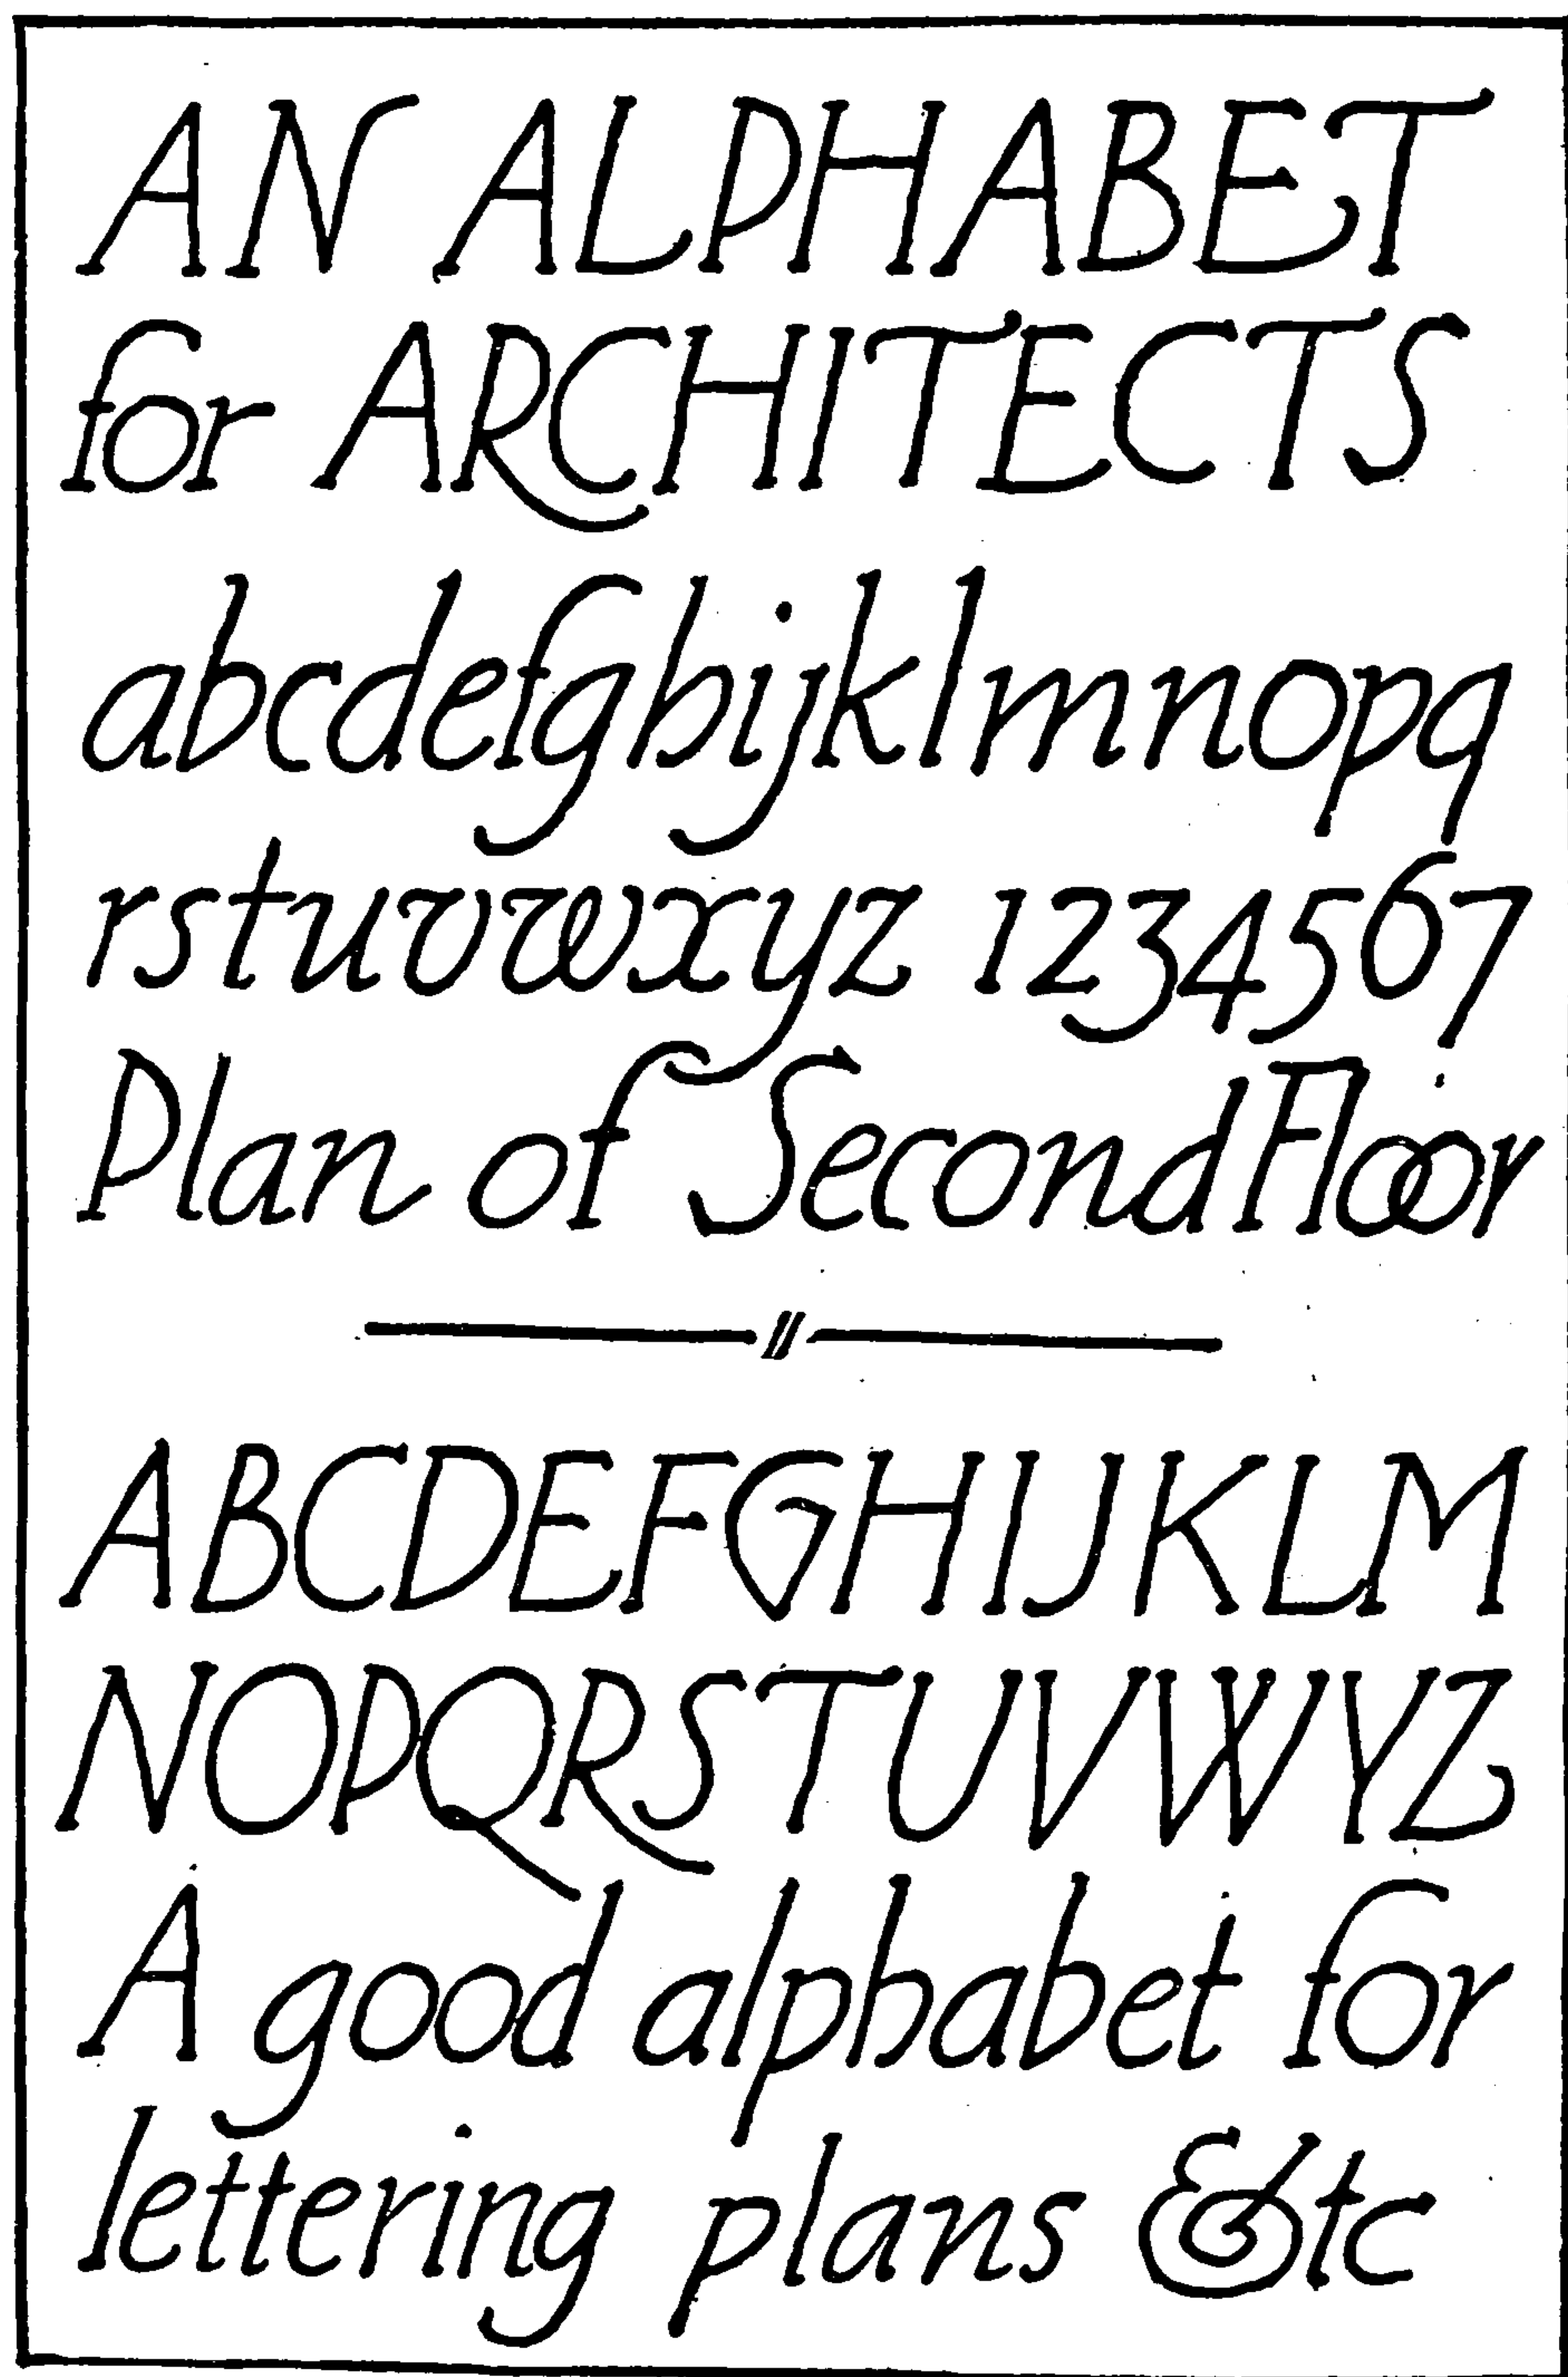 AN ALPHABET
for ARCHITECTS
abcdefghijklmnopq
rstuvwxyz 1234567
Plan of Second Floor
ABCDEFGHIJKLM
NOPQRSTUVWYZ
A good alphabet for
lettering plans &tc